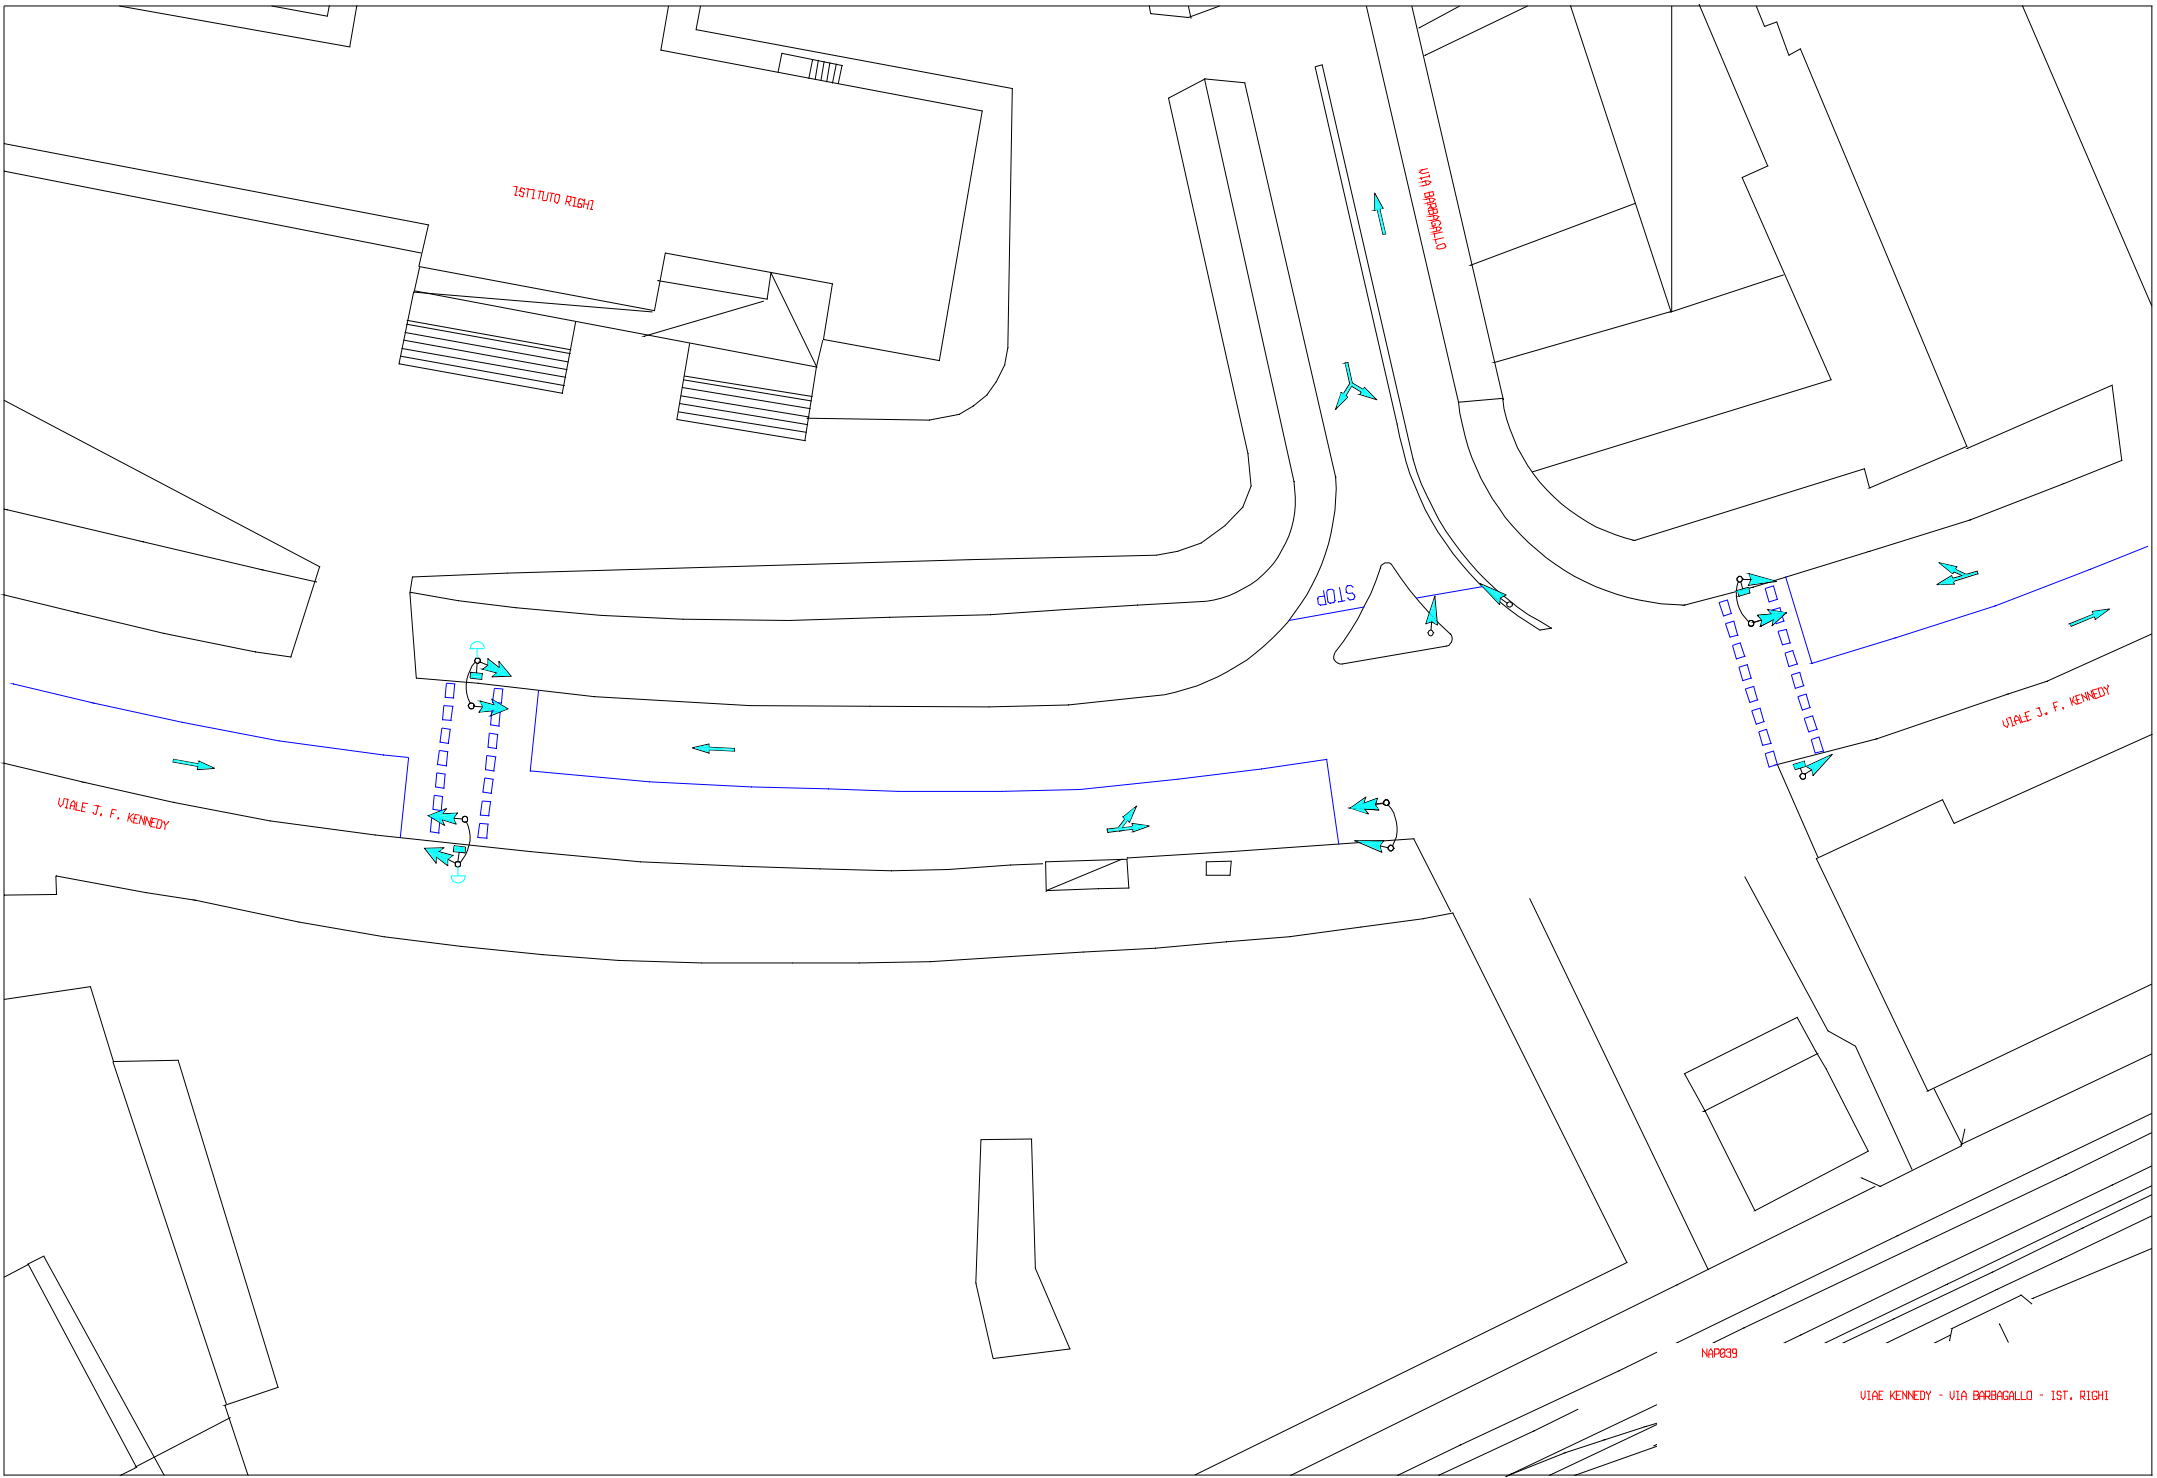 ISTITUTO RIGHI
VIA BARBAGALLO
STOP
VIALE J. F. KENNEDY
VIALE J. F. KENNEDY
NAP039
VIAE KENNEDY - VIA BARBAGALLO - IST. RIGHI